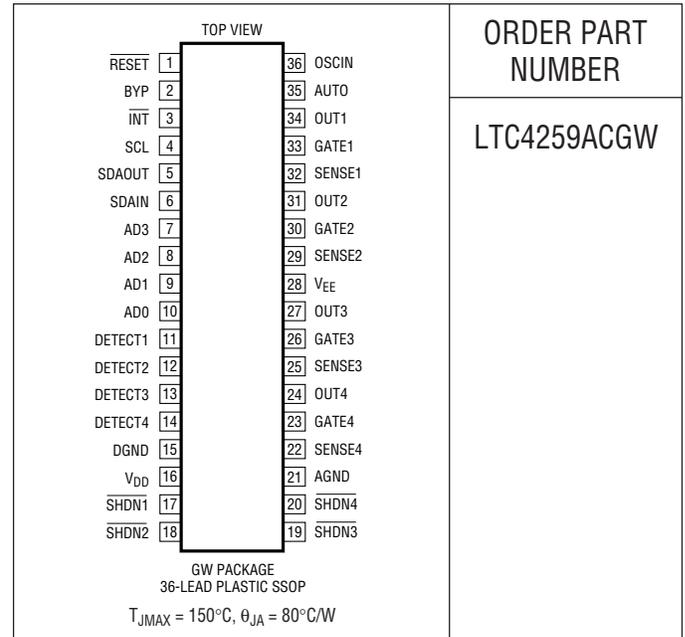 TOP VIEW
RESET 1
BYP 2
INT 3
SCL 4
SDAOUT 5
SDAIN 6
AD3 7
AD2 8
AD1 9
AD0 10
DETECT1 11
DETECT2 12
DETECT3 13
DETECT4 14
DGND 15
VDD 16
SHDN1 17
SHDN2 18
36 OSCIN
35 AUTO
34 OUT1
33 GATE1
32 SENSE1
31 OUT2
30 GATE2
29 SENSE2
28 VEE
27 OUT3
26 GATE3
25 SENSE3
24 OUT4
23 GATE4
22 SENSE4
21 AGND
20 SHDN4
19 SHDN3
GW PACKAGE
36-LEAD PLASTIC SSOP
TJMAX = 150°C, θJA = 80°C/W
ORDER PART
NUMBER
LTC4259ACGW